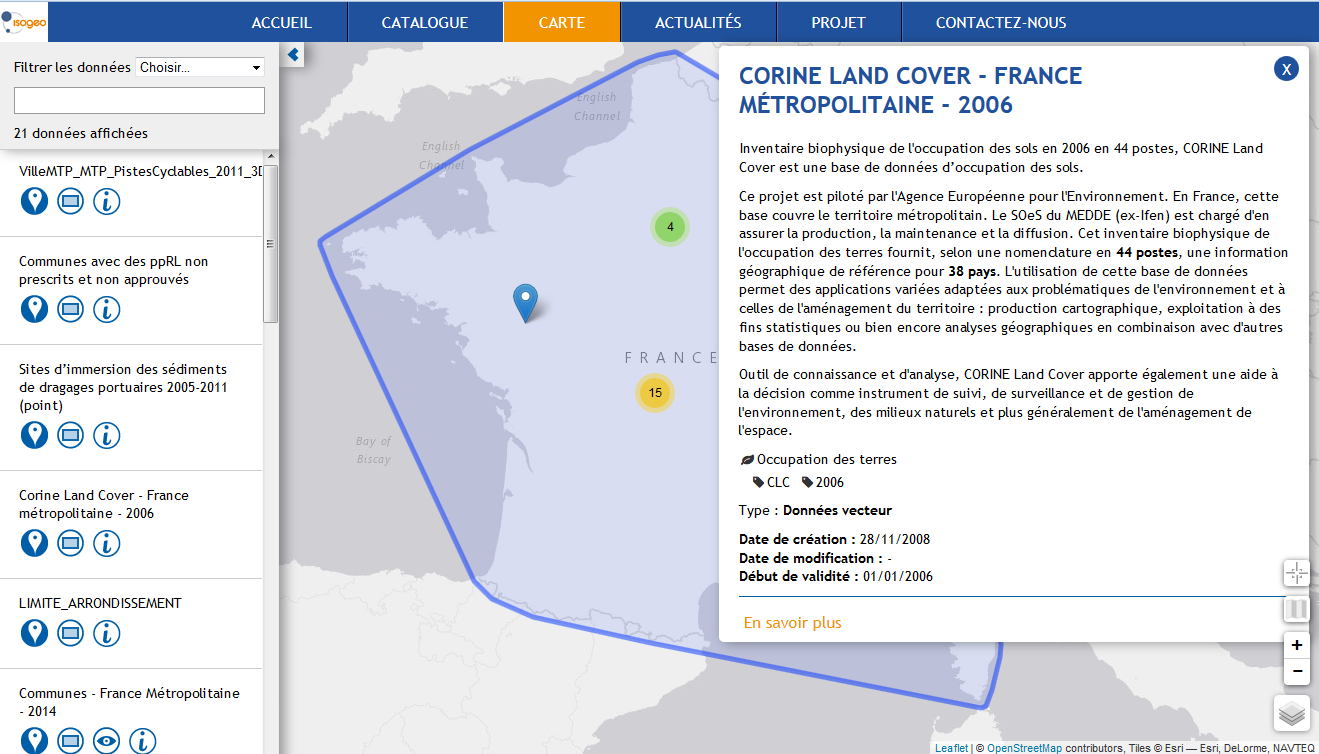 isogeo
ACCUEIL
CATALOGUE
CARTE
ACTUALITÉS
PROJET
CONTACTEZ-NOUS
Filtrer les données Choisir...
21 données affichées
VilleMTP_MTP_PistesCyclables_2011_3D
Communes avec des ppRL non
prescrits et non approuvés
Sites d’immersion des sédiments
de dragages portuaires 2005-2011
(point)
Corine Land Cover - France
métropolitaine - 2006
LIMITE_ARRONDISSEMENT
Communes - France Métropolitaine
- 2014
English
Channel
English
Channel
4
FRANCE
15
Bay of
Biscay
X
CORINE LAND COVER - FRANCE
MÉTROPOLITAINE - 2006
Inventaire biophysique de l'occupation des sols en 2006 en 44 postes, CORINE Land
Cover est une base de données d’occupation des sols.
Ce projet est piloté par l'Agence Européenne pour l'Environnement. En France, cette
base couvre le territoire métropolitain. Le SOeS du MEDDE (ex-Ifen) est chargé d'en
assurer la production, la maintenance et la diffusion. Cet inventaire biophysique de
l'occupation des terres fournit, selon une nomenclature en 44 postes, une information
géographique de référence pour 38 pays. L'utilisation de cette base de données
permet des applications variées adaptées aux problématiques de l'environnement et à
celles de l'aménagement du territoire : production cartographique, exploitation à des
fins statistiques ou bien encore analyses géographiques en combinaison avec d'autres
bases de données.
Outil de connaissance et d'analyse, CORINE Land Cover apporte également une aide à
la décision comme instrument de suivi, de surveillance et de gestion de
l'environnement, des milieux naturels et plus généralement de l'aménagement de
l'espace.
Occupation des terres
CLC 2006
Type : Données vecteur
Date de création : 28/11/2008
Date de modification : -
Début de validité : 01/01/2006
En savoir plus
+
−
Leaflet | © OpenStreetMap contributors, Tiles © Esri — Esri, DeLorme, NAVTEQ